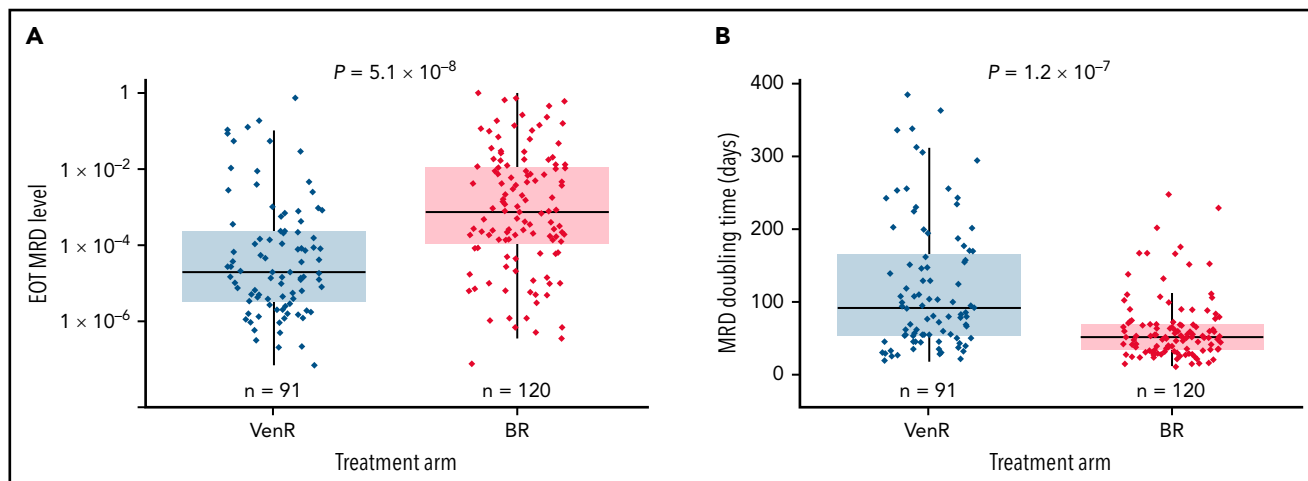 A
P = 5.1 × 10⁻⁸
EOT MRD level
1
1 × 10⁻²
1 × 10⁻⁴
1 × 10⁻⁶
n = 91
n = 120
VenR
BR
Treatment arm
B
P = 1.2 × 10⁻⁷
MRD doubling time (days)
400
300
200
100
0
n = 91
n = 120
VenR
BR
Treatment arm